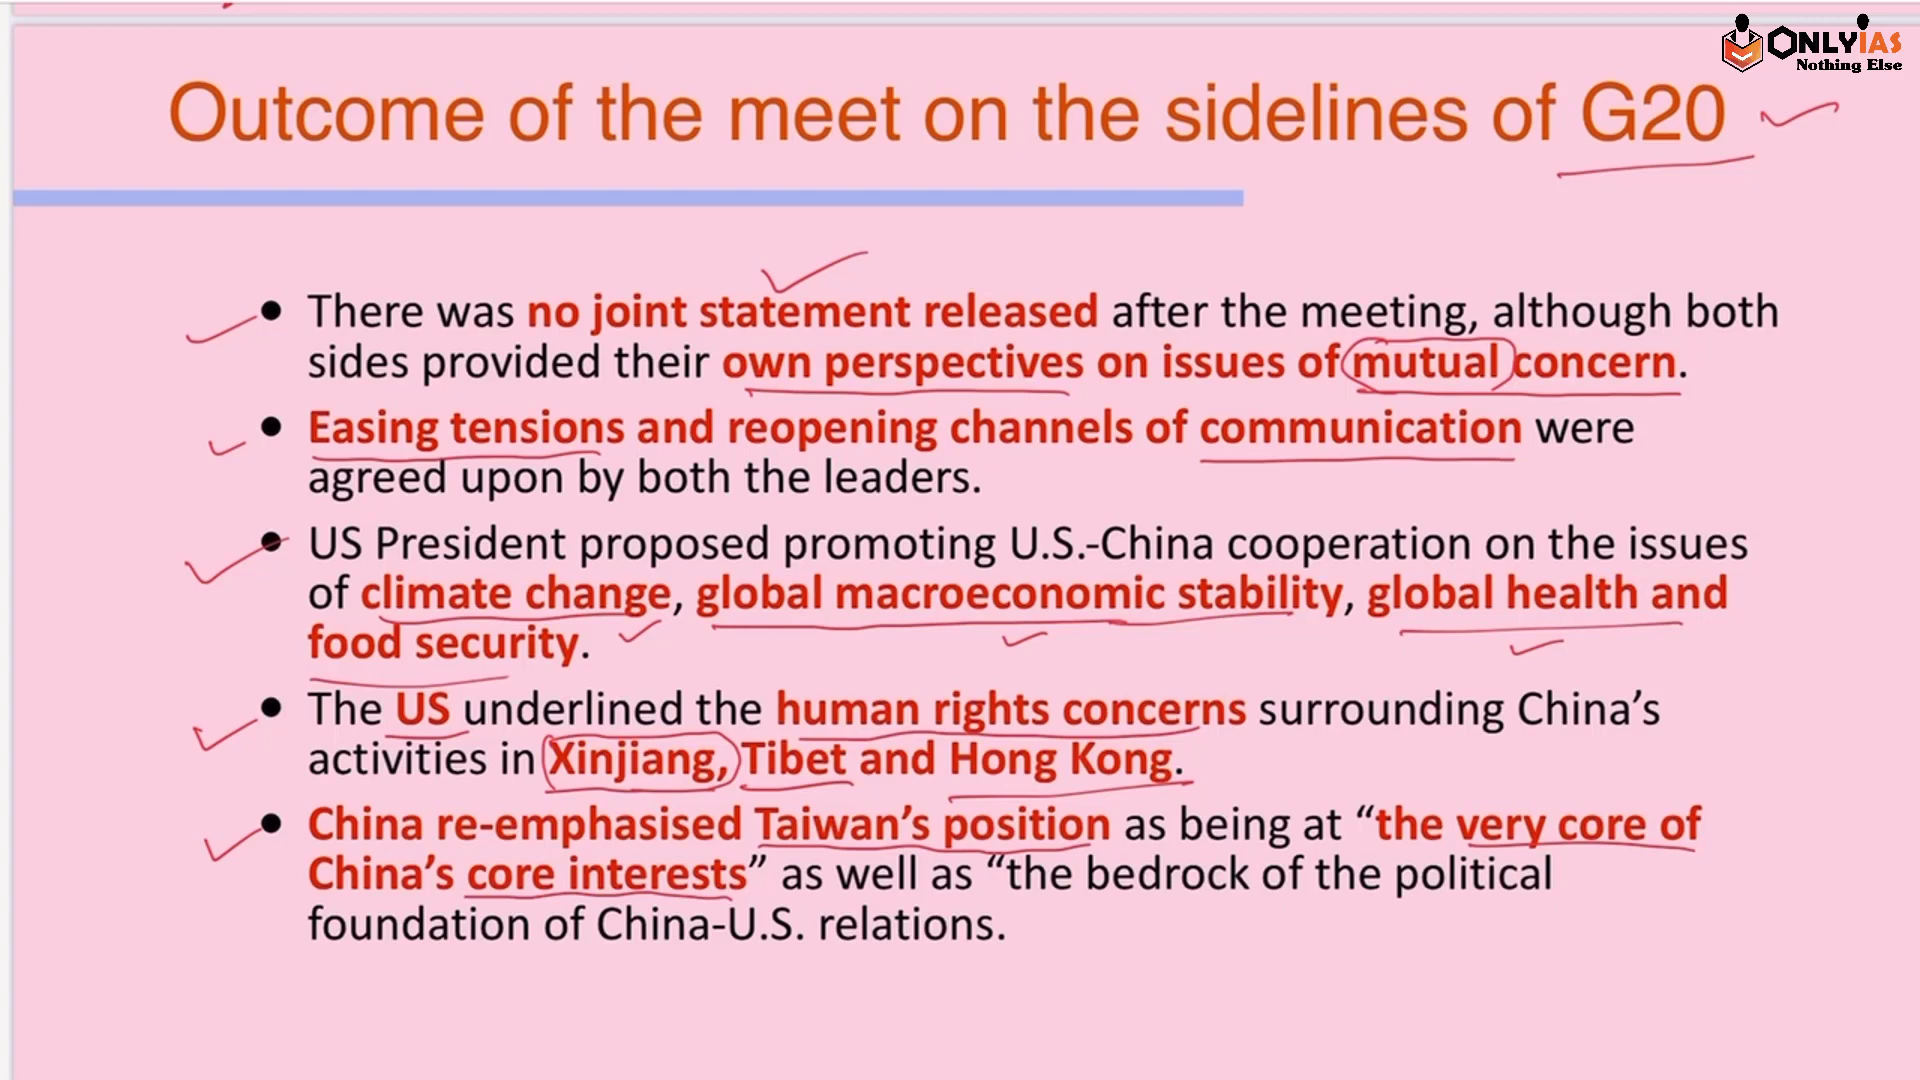 ONLYIAS
Nothing Else
Outcome of the meet on the sidelines of G20
There was no joint statement released after the meeting, although both
sides provided their own perspectives on issues of mutual concern.
Easing tensions and reopening channels of communication were
agreed upon by both the leaders.
US President proposed promoting U.S.-China cooperation on the issues
of climate change, global macroeconomic stability, global health and
food security.
The US underlined the human rights concerns surrounding China’s
activities in Xinjiang, Tibet and Hong Kong.
China re-emphasised Taiwan’s position as being at “the very core of
China’s core interests” as well as “the bedrock of the political
foundation of China-U.S. relations.